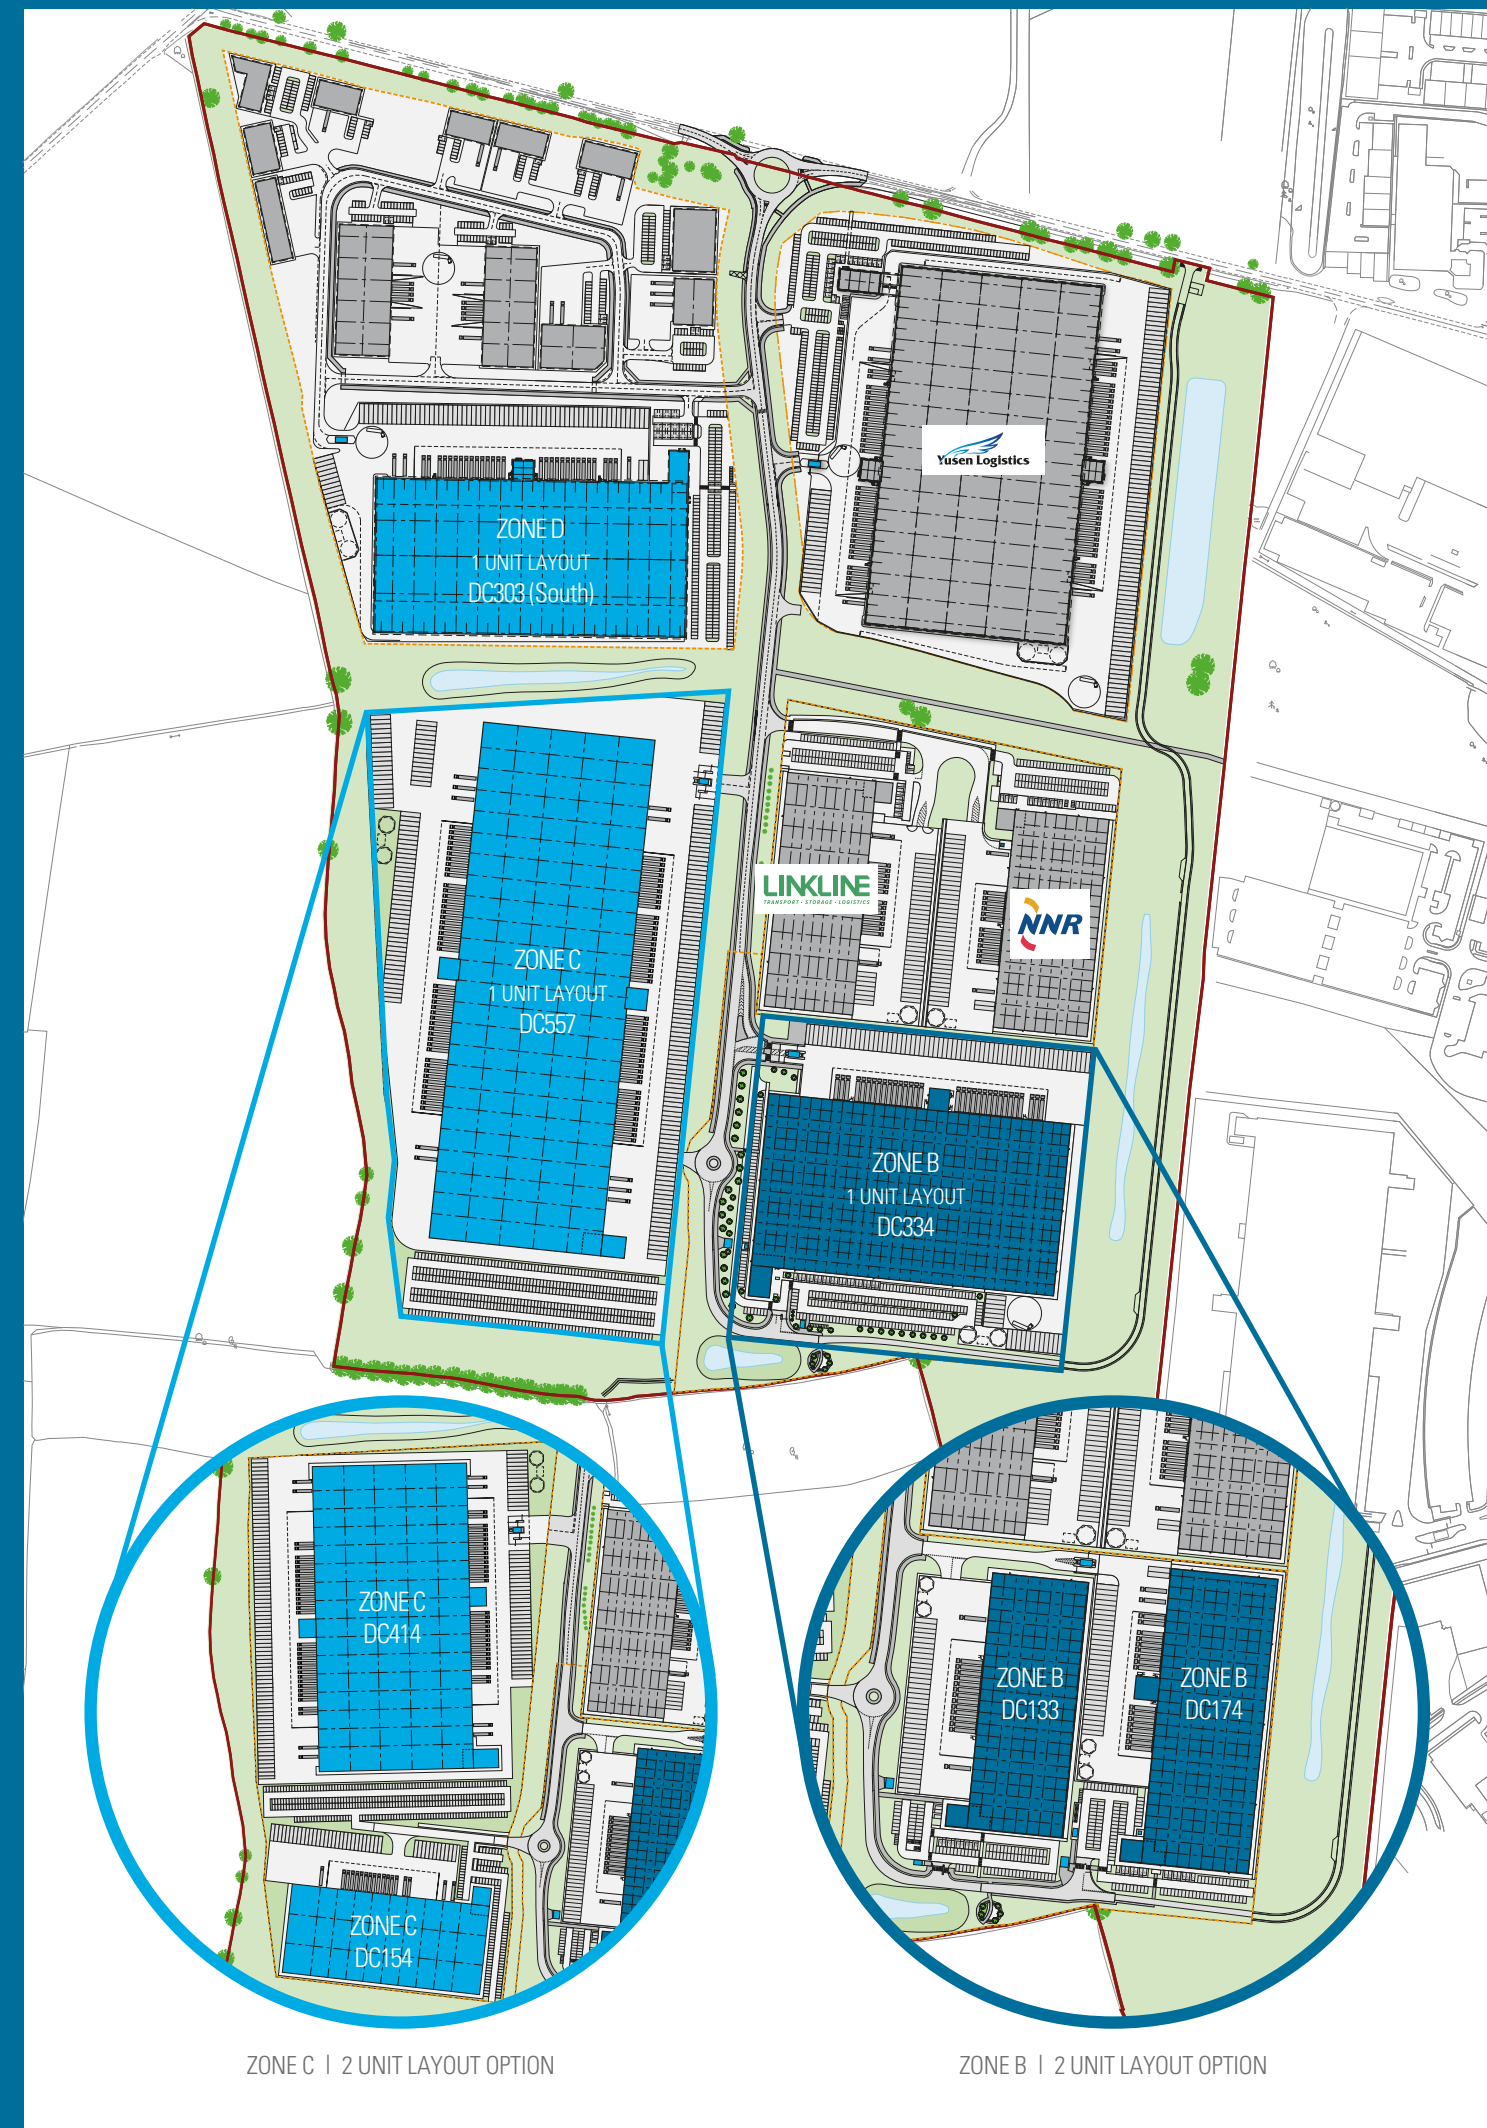 Yusen Logistics
ZONE D
1 UNIT LAYOUT
DC303 (South)
LINKLINE
TRANSPORT · STORAGE · LOGISTICS
NNR
ZONE C
1 UNIT LAYOUT
DC557
ZONE B
1 UNIT LAYOUT
DC334
ZONE C
DC414
ZONE C
DC154
ZONE B
DC133
ZONE B
DC174
ZONE C | 2 UNIT LAYOUT OPTION
ZONE B | 2 UNIT LAYOUT OPTION